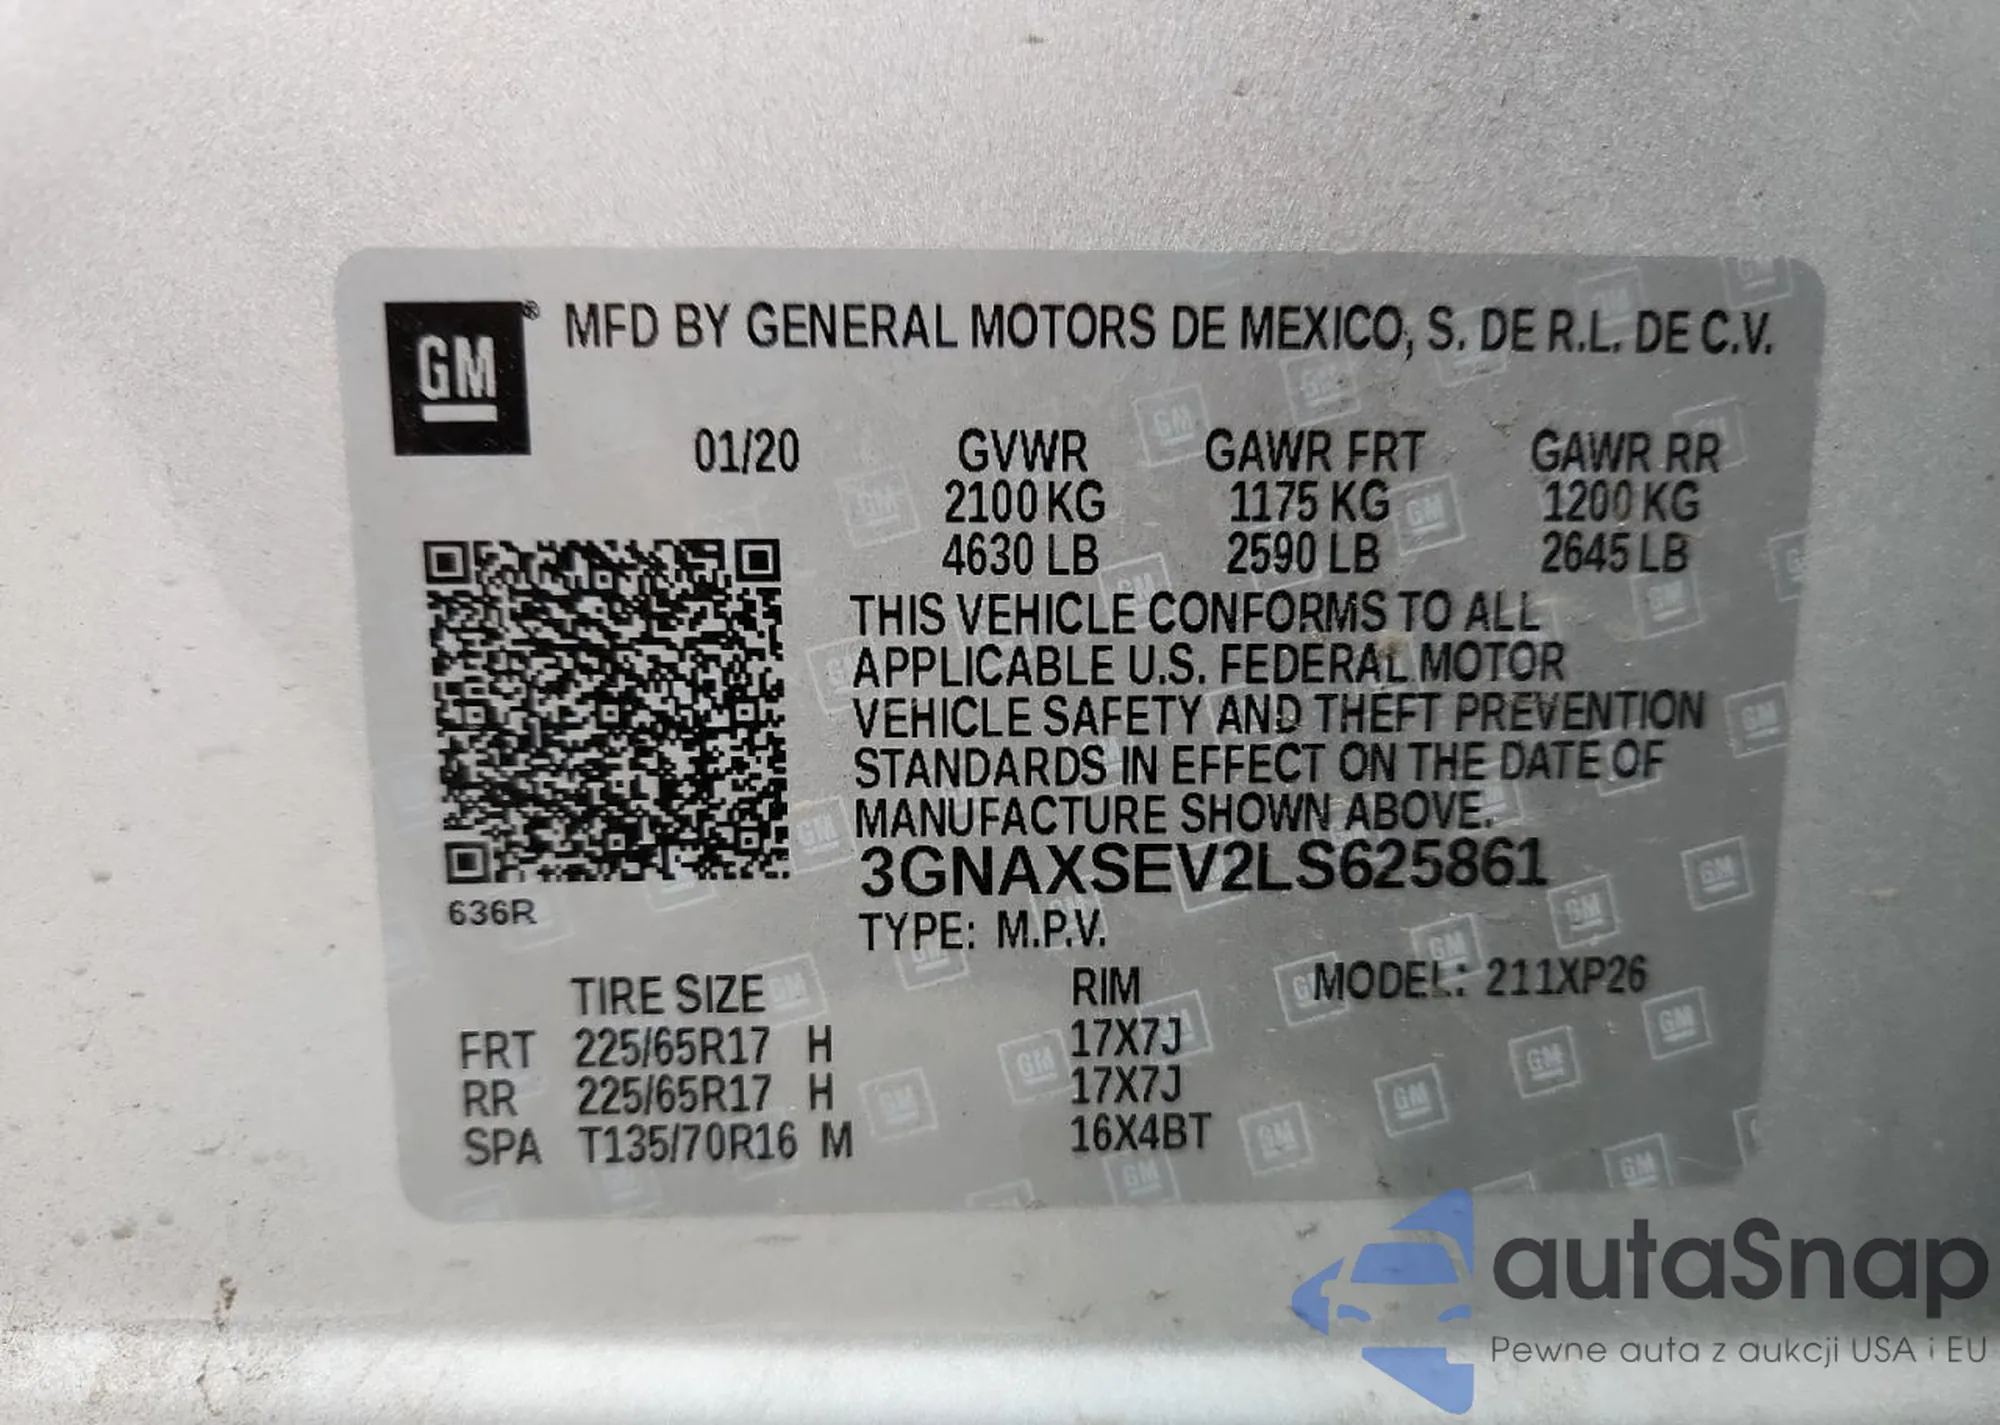 GM ® MFD BY GENERAL MOTORS DE MEXICO, S. DE R.L. DE C.V.
01/20 GVWR GAWR FRT GAWR RR
2100 KG 1175 KG 1200 KG
4630 LB 2590 LB 2645 LB
THIS VEHICLE CONFORMS TO ALL
APPLICABLE U.S. FEDERAL MOTOR
VEHICLE SAFETY AND THEFT PREVENTION
STANDARDS IN EFFECT ON THE DATE OF
MANUFACTURE SHOWN ABOVE.
3GNAXSEV2LS625861
636R
TYPE: M.P.V.
TIRE SIZE RIM MODEL: 211XP26
FRT 225/65R17 H 17X7J
RR 225/65R17 H 17X7J
SPA T135/70R16 M 16X4BT
autaSnap
Pewne auta z aukcji USA i EU